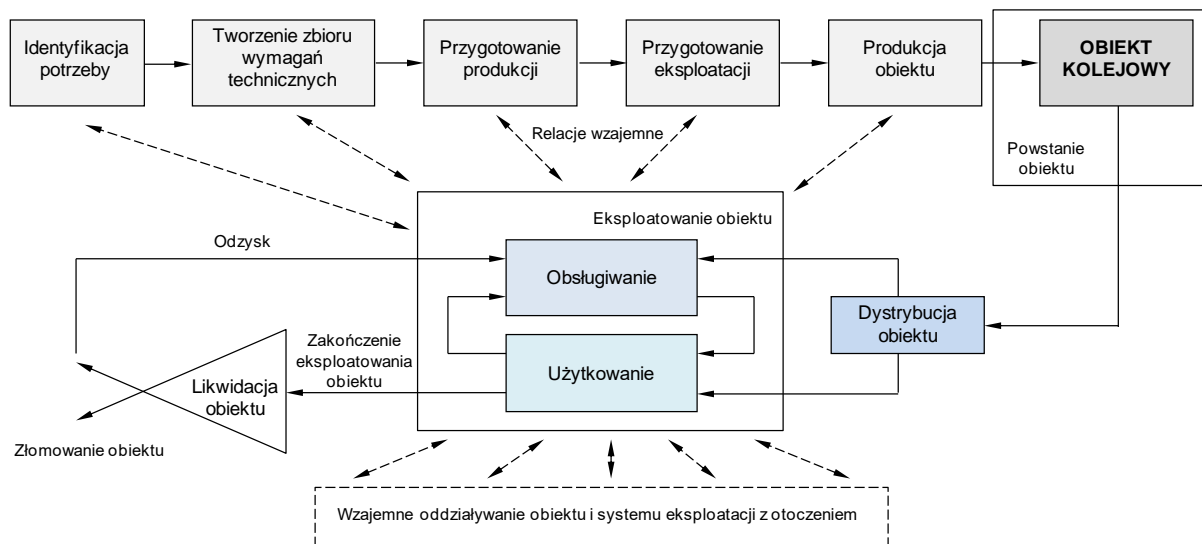 Identyfikacja
potrzeby
Tworzenie zbioru
wymagań
technicznych
Przygotowanie
produkcji
Przygotowanie
eksploatacji
Produkcja
obiektu
OBIEKT
KOLEJOWY
Relacje wzajemne
Powstanie
obiektu
Eksploatowanie obiektu
Odzysk
Obsługiwanie
Dystrybucja
obiektu
Zakończenie
eksploatowania
obiektu
Użytkowanie
Likwidacja
obiektu
Złomowanie obiektu
Wzajemne oddziaływanie obiektu i systemu eksploatacji z otoczeniem